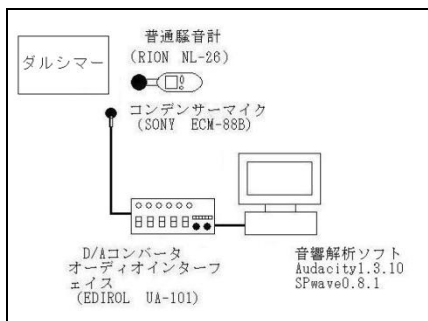 ダルシマー
普通騒音計
(RION NL-26)
コンデンサーマイク
(SONY ECM-88B)
D/Aコンバータ
オーディオインターフ
ェイス
(EDIROL UA-101)
音響解析ソフト
Audacity1.3.10
SPwave0.8.1